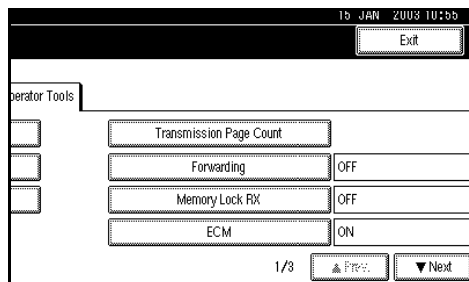 15 JAN 2003 10:55
Exit
perator Tools
Transmission Page Count
Forwarding OFF
Memory Lock RX OFF
ECM ON
1/3 ▲Prev. ▼Next